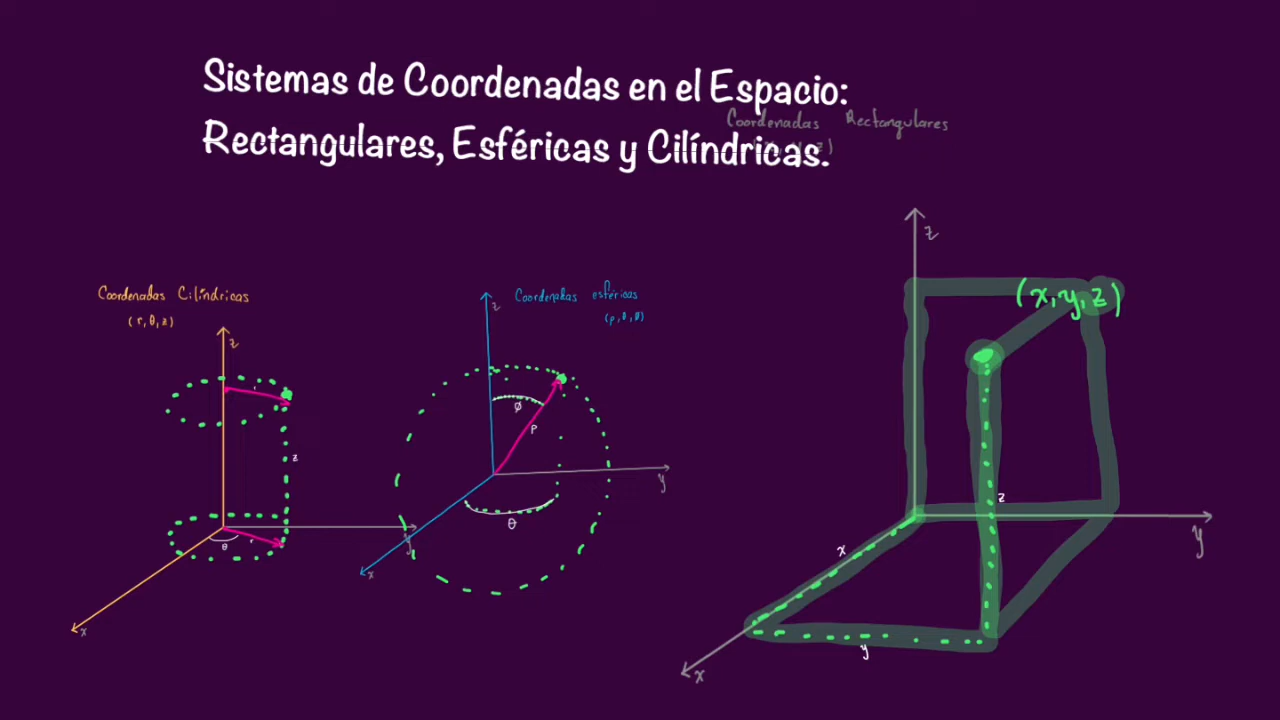 Sistemas de Coordenadas en el Espacio:
Rectangulares, Esféricas y Cilíndricas.
Coordenadas Rectangulares
z)
Coordenadas Cilíndricas
(r, θ, z)
z
r
z
θ
r
y
x
Coordenadas esféricas
(ρ, θ, ø)
z
ø
ρ
θ
y
x
z
(x, y, z)
z
x
y
y
x